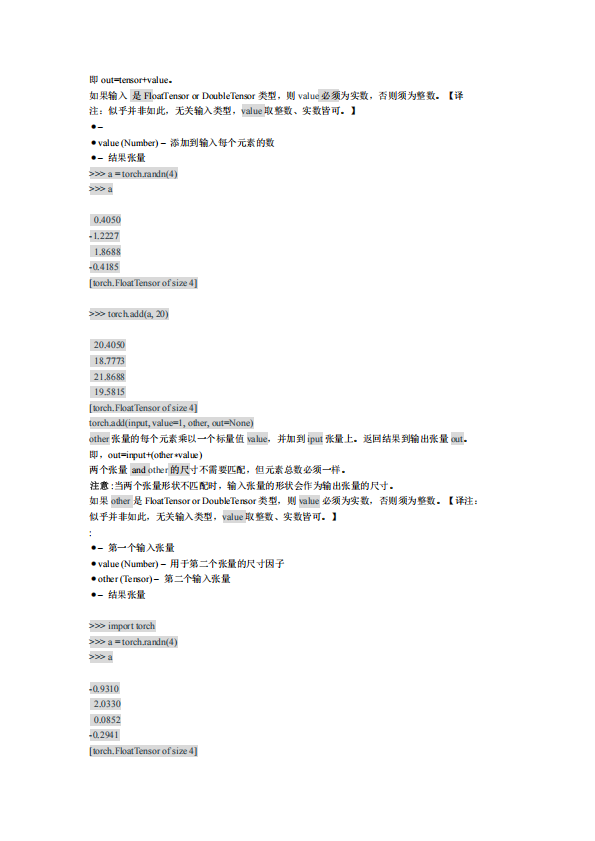 即 out=tensor+value。
如果输入 是 FloatTensor or DoubleTensor 类型，则 value 必须为实数，否则须为整数。【译
注：似乎并非如此，无关输入类型，value 取整数、实数皆可。】
●–
●value (Number) – 添加到输入每个元素的数
●– 结果张量
>>> a = torch.randn(4)
>>> a
0.4050
-1.2227
1.8688
-0.4185
[torch.FloatTensor of size 4]
>>> torch.add(a, 20)
20.4050
18.7773
21.8688
19.5815
[torch.FloatTensor of size 4]
torch.add(input, value=1, other, out=None)
other 张量的每个元素乘以一个标量值 value，并加到 iput 张量上。返回结果到输出张量 out。
即，out=input+(other∗value)
两个张量 and other 的尺寸不需要匹配，但元素总数必须一样。
注意 :当两个张量形状不匹配时，输入张量的形状会作为输出张量的尺寸。
如果 other 是 FloatTensor or DoubleTensor 类型，则 value 必须为实数，否则须为整数。【译注：
似乎并非如此，无关输入类型，value 取整数、实数皆可。】
:
●– 第一个输入张量
●value (Number) – 用于第二个张量的尺寸因子
●other (Tensor) – 第二个输入张量
●– 结果张量
>>> import torch
>>> a = torch.randn(4)
>>> a
-0.9310
2.0330
0.0852
-0.2941
[torch.FloatTensor of size 4]